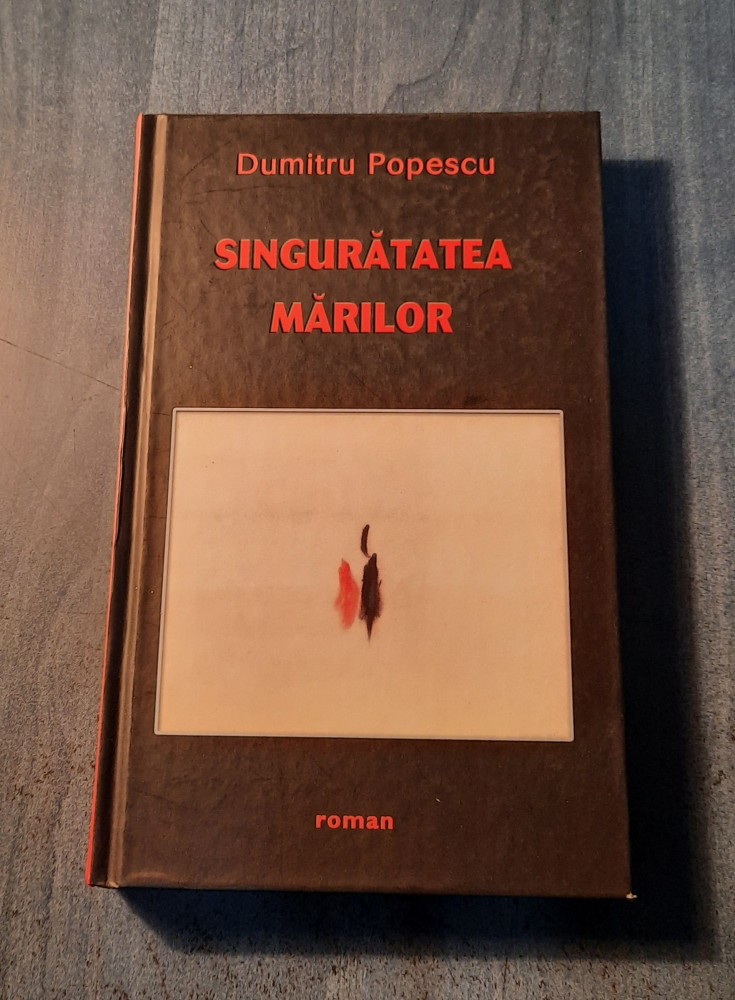 Dumitru Popescu
SINGURĂTATEA
MĂRILOR
roman